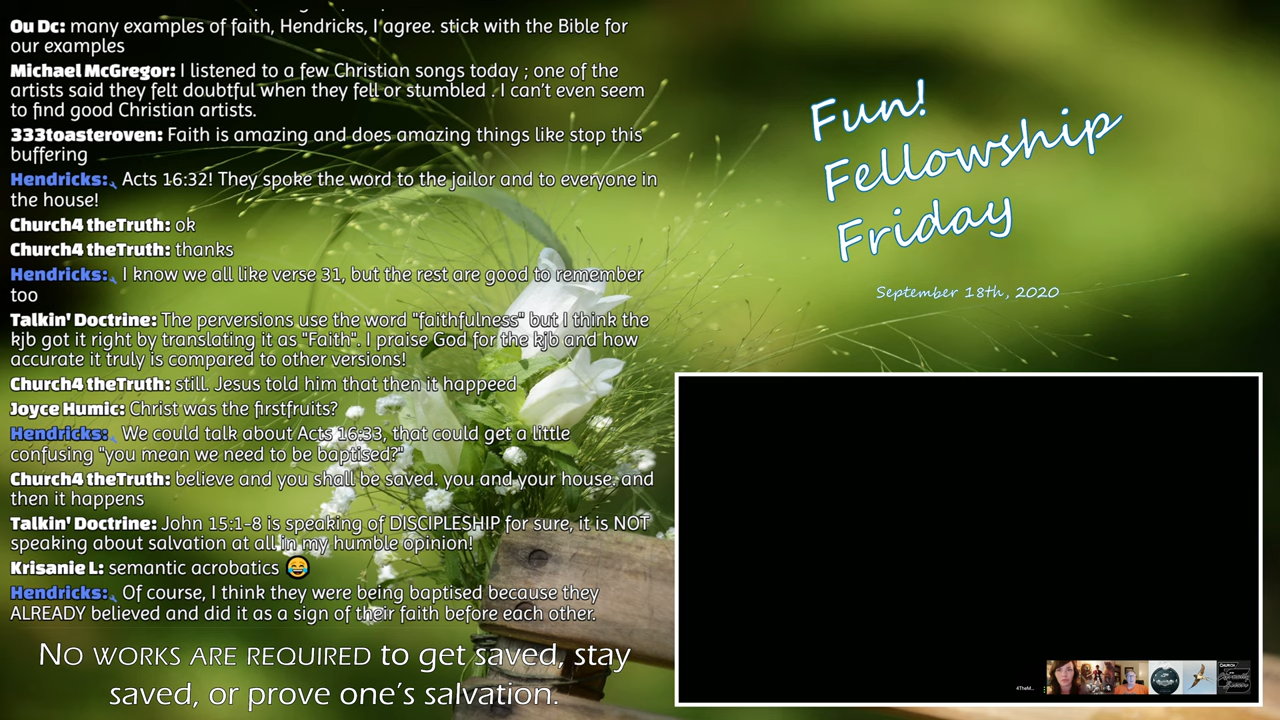 Ou Dc: many examples of faith, Hendricks, I agree. stick with the Bible for
our examples
Michael McGregor: I listened to a few Christian songs today ; one of the
artists said they felt doubtful when they fell or stumbled . I can't even seem
to find good Christian artists.
333toasteroven: Faith is amazing and does amazing things like stop this
buffering
Hendricks: Acts 16:32! They spoke the word to the jailor and to everyone in
the house!
Church4 theTruth: ok
Church4 theTruth: thanks
Hendricks: I know we all like verse 31, but the rest are good to remember
too
Talkin' Doctrine: The perversions use the word "faithfulness" but I think the
kjb got it right by translating it as "Faith". I praise God for the kjb and how
accurate it truly is compared to other versions!
Church4 theTruth: still. Jesus told him that then it happeed
Joyce Humic: Christ was the firstfruits?
Hendricks: We could talk about Acts 16:33, that could get a little
confusing "you mean we need to be baptised?"
Church4 theTruth: believe and you shall be saved. you and your house. and
then it happens
Talkin' Doctrine: John 15:1-8 is speaking of DISCIPLESHIP for sure, it is NOT
speaking about salvation at all in my humble opinion!
Krisanie L: semantic acrobatics 😂
Hendricks: Of course, I think they were being baptised because they
ALREADY believed and did it as a sign of their faith before each other.
NO WORKS ARE REQUIRED to get saved, stay
saved, or prove one's salvation.
Fun!
Fellowship
Friday
September 18th, 2020
4TheM...